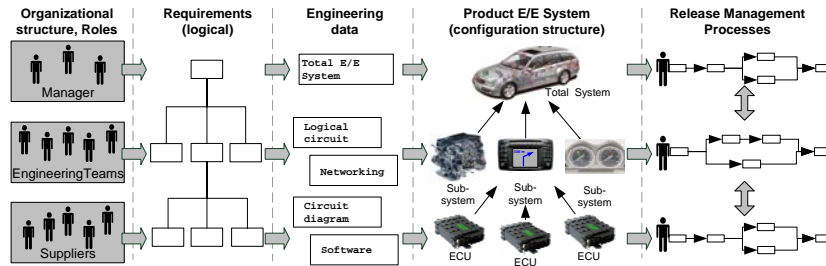 Organizational
structure, Roles
Requirements
(logical)
Engineering
data
Product E/E System
(configuration structure)
Release Management
Processes
Manager
Total E/E
System
Total System
EngineeringTeams
Logical
circuit
Networking
Sub-
system
Sub-
system
Sub-
system
Suppliers
Circuit
diagram
Software
ECU
ECU
ECU